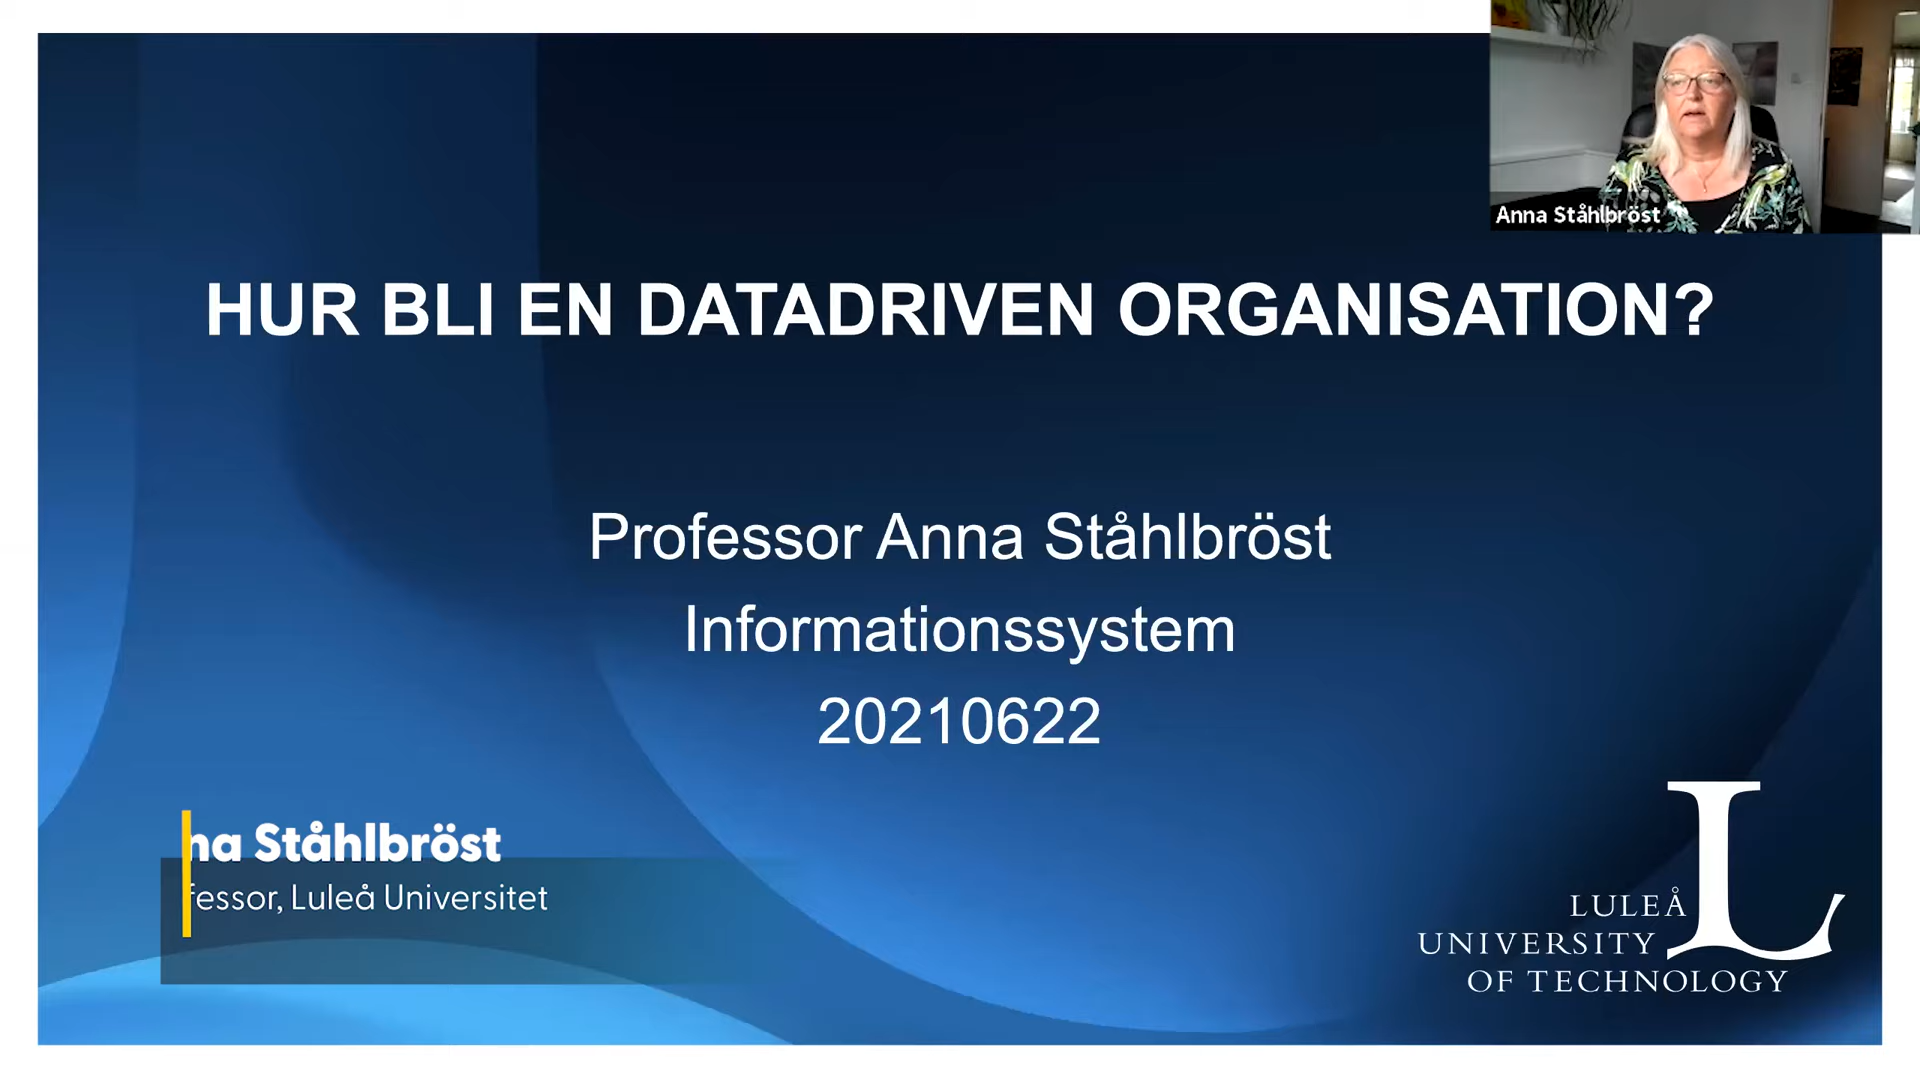 Anna Ståhlbröst
HUR BLI EN DATADRIVEN ORGANISATION?
Professor Anna Ståhlbröst
Informationssystem
20210622
na Ståhlbröst
fessor, Luleå Universitet
LULEÅ
UNIVERSITY
OF TECHNOLOGY